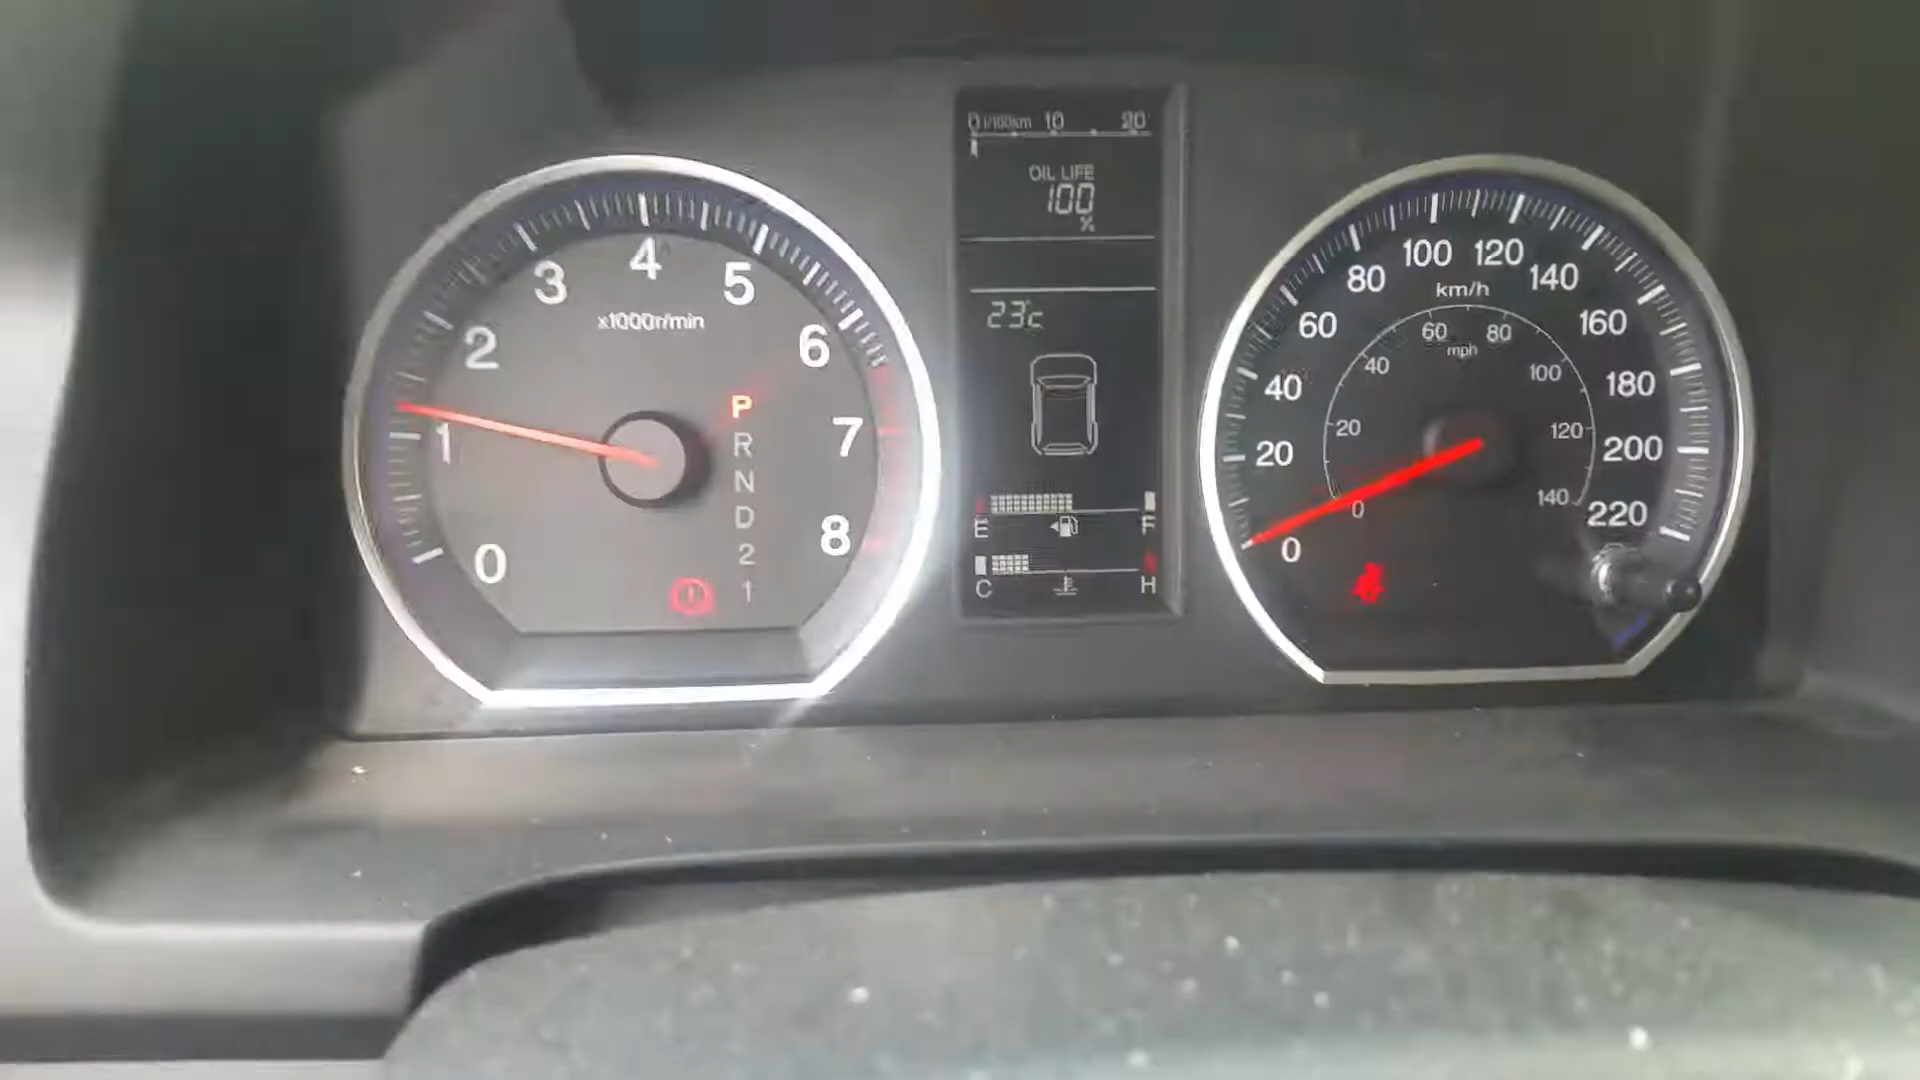 0 1 2 3 4 5 6 7 8
x1000r/min
P
R
N
D
2
1
0 l/100km 10 20
OIL LIFE
100
%
23°c
E F
C H
0 20 40 60 80 100 120 140 160 180 200 220
km/h
0 20 40 60 80 100 120 140
mph